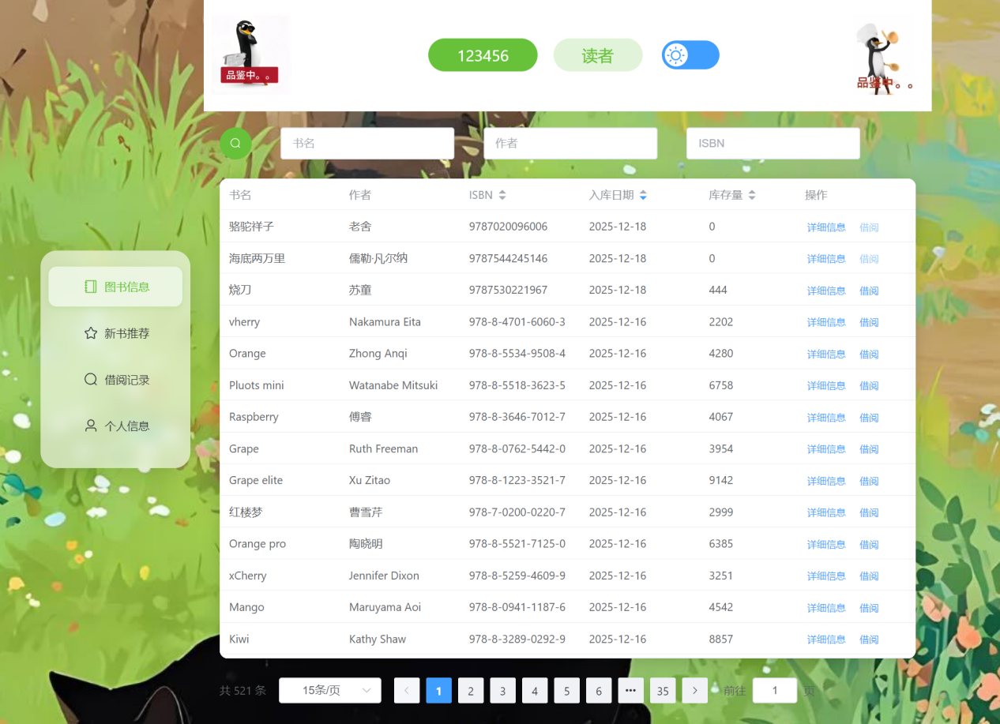 品鉴中。。
123456 读者
品鉴中。。
书名 作者 ISBN
书名 作者 ISBN 入库日期 库存量 操作
骆驼祥子 老舍 9787020096006 2025-12-18 0 详细信息 借阅
海底两万里 儒勒·凡尔纳 9787544245146 2025-12-18 0 详细信息 借阅
烧刀 苏童 9787530221967 2025-12-18 444 详细信息 借阅
vherry Nakamura Eita 978-8-4701-6060-3 2025-12-16 2202 详细信息 借阅
Orange Zhong Anqi 978-8-5534-9508-4 2025-12-16 4280 详细信息 借阅
Pluots mini Watanabe Mitsuki 978-8-5518-3623-5 2025-12-16 6758 详细信息 借阅
Raspberry 傅睿 978-8-3646-7012-7 2025-12-16 4067 详细信息 借阅
Grape Ruth Freeman 978-8-0762-5442-0 2025-12-16 3954 详细信息 借阅
Grape elite Xu Zitao 978-8-1223-3521-7 2025-12-16 9142 详细信息 借阅
红楼梦 曹雪芹 978-7-0200-0220-7 2025-12-16 2999 详细信息 借阅
Orange pro 陶晓明 978-8-5521-7125-0 2025-12-16 6385 详细信息 借阅
xCherry Jennifer Dixon 978-8-5259-4609-9 2025-12-16 3251 详细信息 借阅
Mango Maruyama Aoi 978-8-0941-1187-6 2025-12-16 4542 详细信息 借阅
Kiwi Kathy Shaw 978-8-3289-0292-9 2025-12-16 8857 详细信息 借阅
图书信息
新书推荐
借阅记录
个人信息
共 521 条 15条/页 1 2 3 4 5 6 ••• 35 前往 1 页